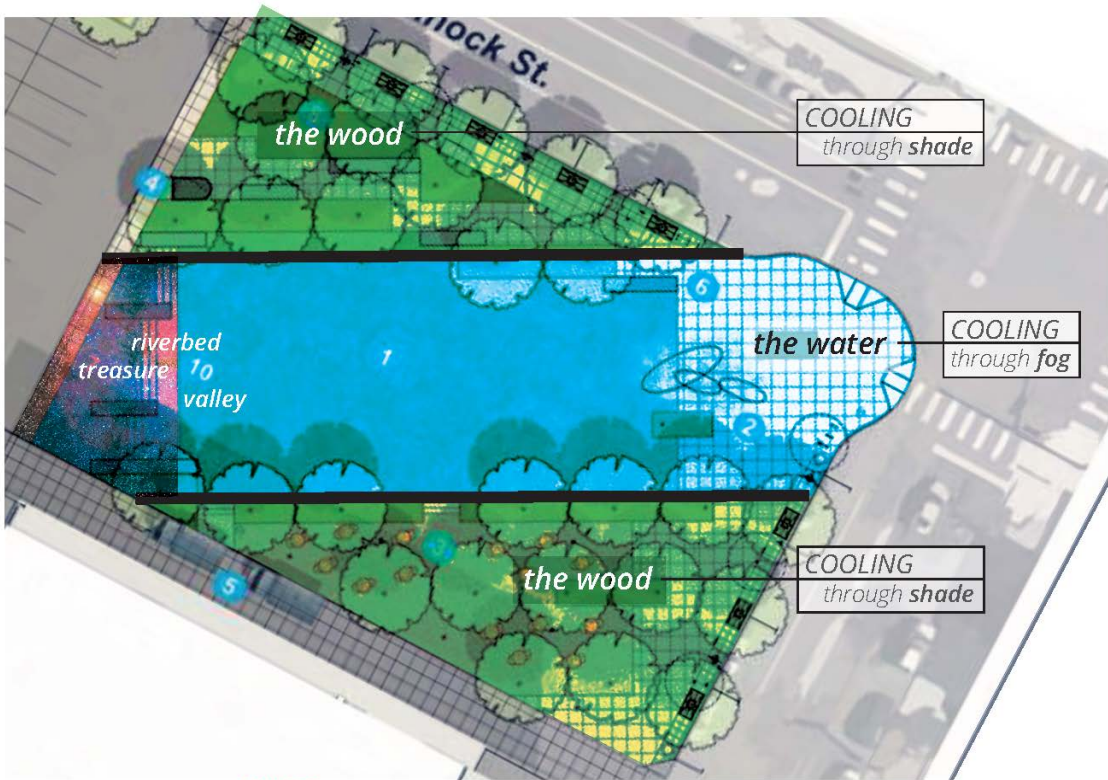 nock St.
the wood
COOLING
through shade
4
6
riverbed
treasure 10
valley
1
the water
COOLING
through fog
2
3
the wood
COOLING
through shade
5